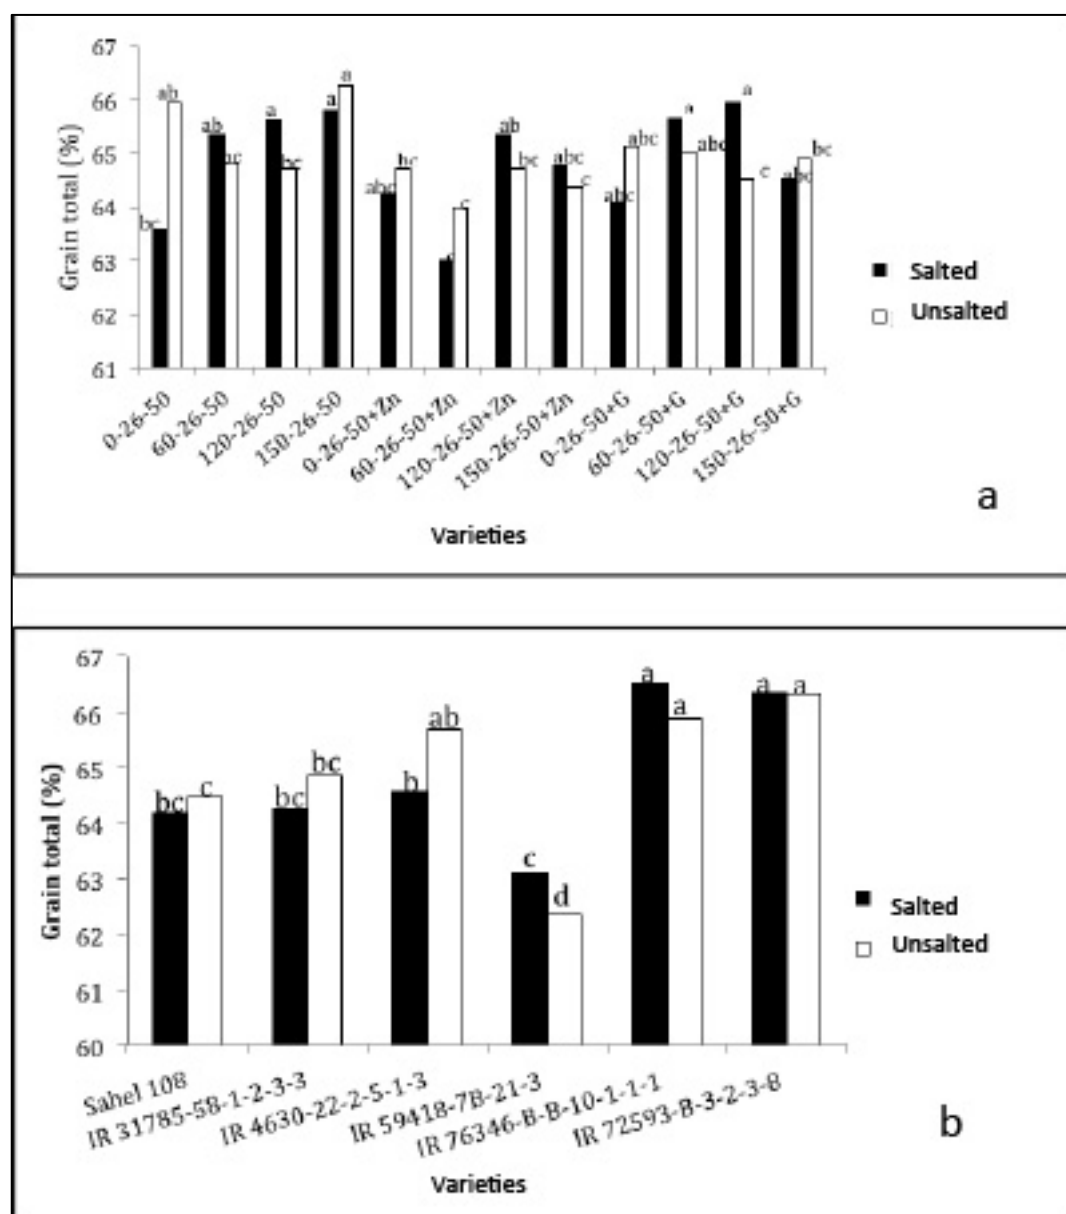 67
66
65
64
63
62
61
Grain total (%)
bc
ab
ab
bc
a
bc
a
a
abc
bc
c
c
ab
bc
abc
c
abc
abc
a
abc
a
c
abc
bc
Salted
Unsalted
0-26-50
60-26-50
120-26-50
150-26-50
0-26-50+Zn
60-26-50+Zn
120-26-50+Zn
150-26-50+Zn
0-26-50+G
60-26-50+G
120-26-50+G
150-26-50+G
a
Varieties
67
66
65
64
63
62
61
60
Grain total (%)
bc
c
bc
bc
b
ab
c
d
a
a
a
a
Salted
Unsalted
Sahel 108
IR 31785-58-1-2-3-3
IR 4630-22-2-5-1-3
IR 59418-7B-21-3
IR 76346-B-B-10-1-1-1
IR 72593-B-3-2-3-8
b
Varieties